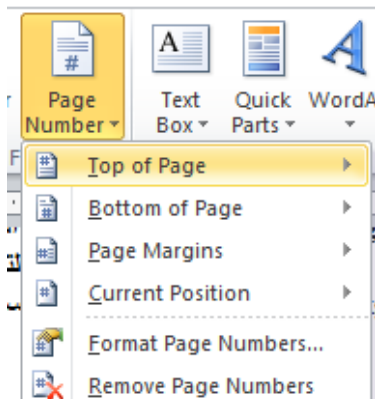 Page Number
Text Box
Quick Parts
WordA
Top of Page
Bottom of Page
Page Margins
Current Position
Format Page Numbers...
Remove Page Numbers